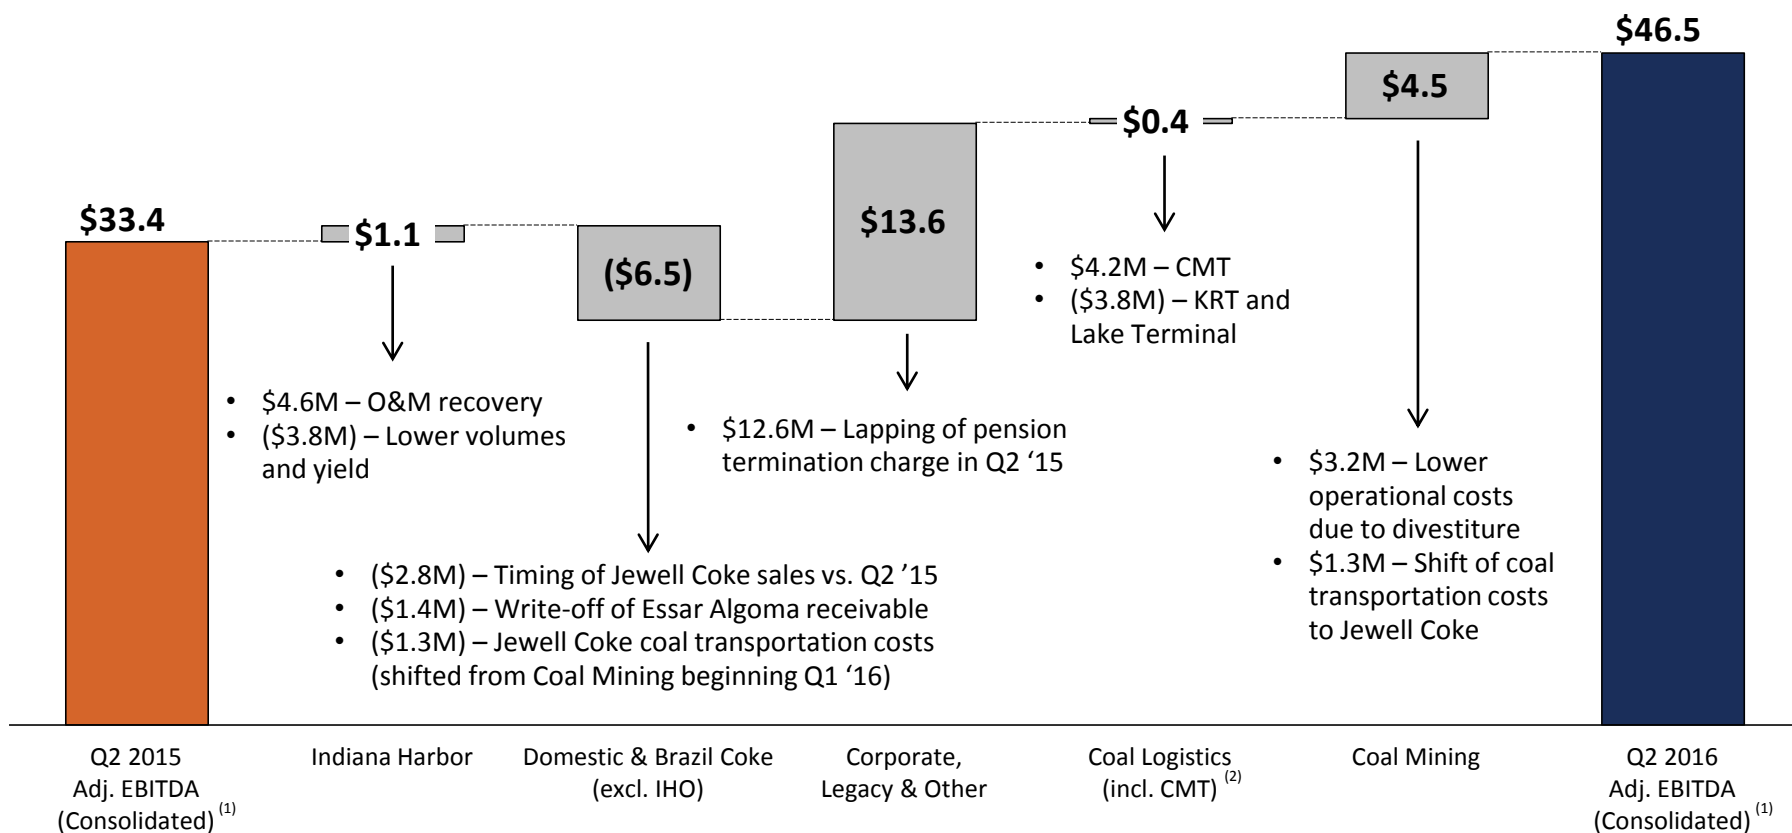 $33.4
$1.1
($6.5)
$13.6
$0.4
$4.5
$46.5
• $4.6M – O&M recovery
• ($3.8M) – Lower volumes
and yield
• ($2.8M) – Timing of Jewell Coke sales vs. Q2 ’15
• ($1.4M) – Write-off of Essar Algoma receivable
• ($1.3M) – Jewell Coke coal transportation costs
(shifted from Coal Mining beginning Q1 ‘16)
• $12.6M – Lapping of pension
termination charge in Q2 ‘15
• $4.2M – CMT
• ($3.8M) – KRT and
Lake Terminal
• $3.2M – Lower
operational costs
due to divestiture
• $1.3M – Shift of coal
transportation costs
to Jewell Coke
Q2 2015
Adj. EBITDA
(Consolidated) (1)
Indiana Harbor
Domestic & Brazil Coke
(excl. IHO)
Corporate,
Legacy & Other
Coal Logistics
(incl. CMT) (2)
Coal Mining
Q2 2016
Adj. EBITDA
(Consolidated) (1)